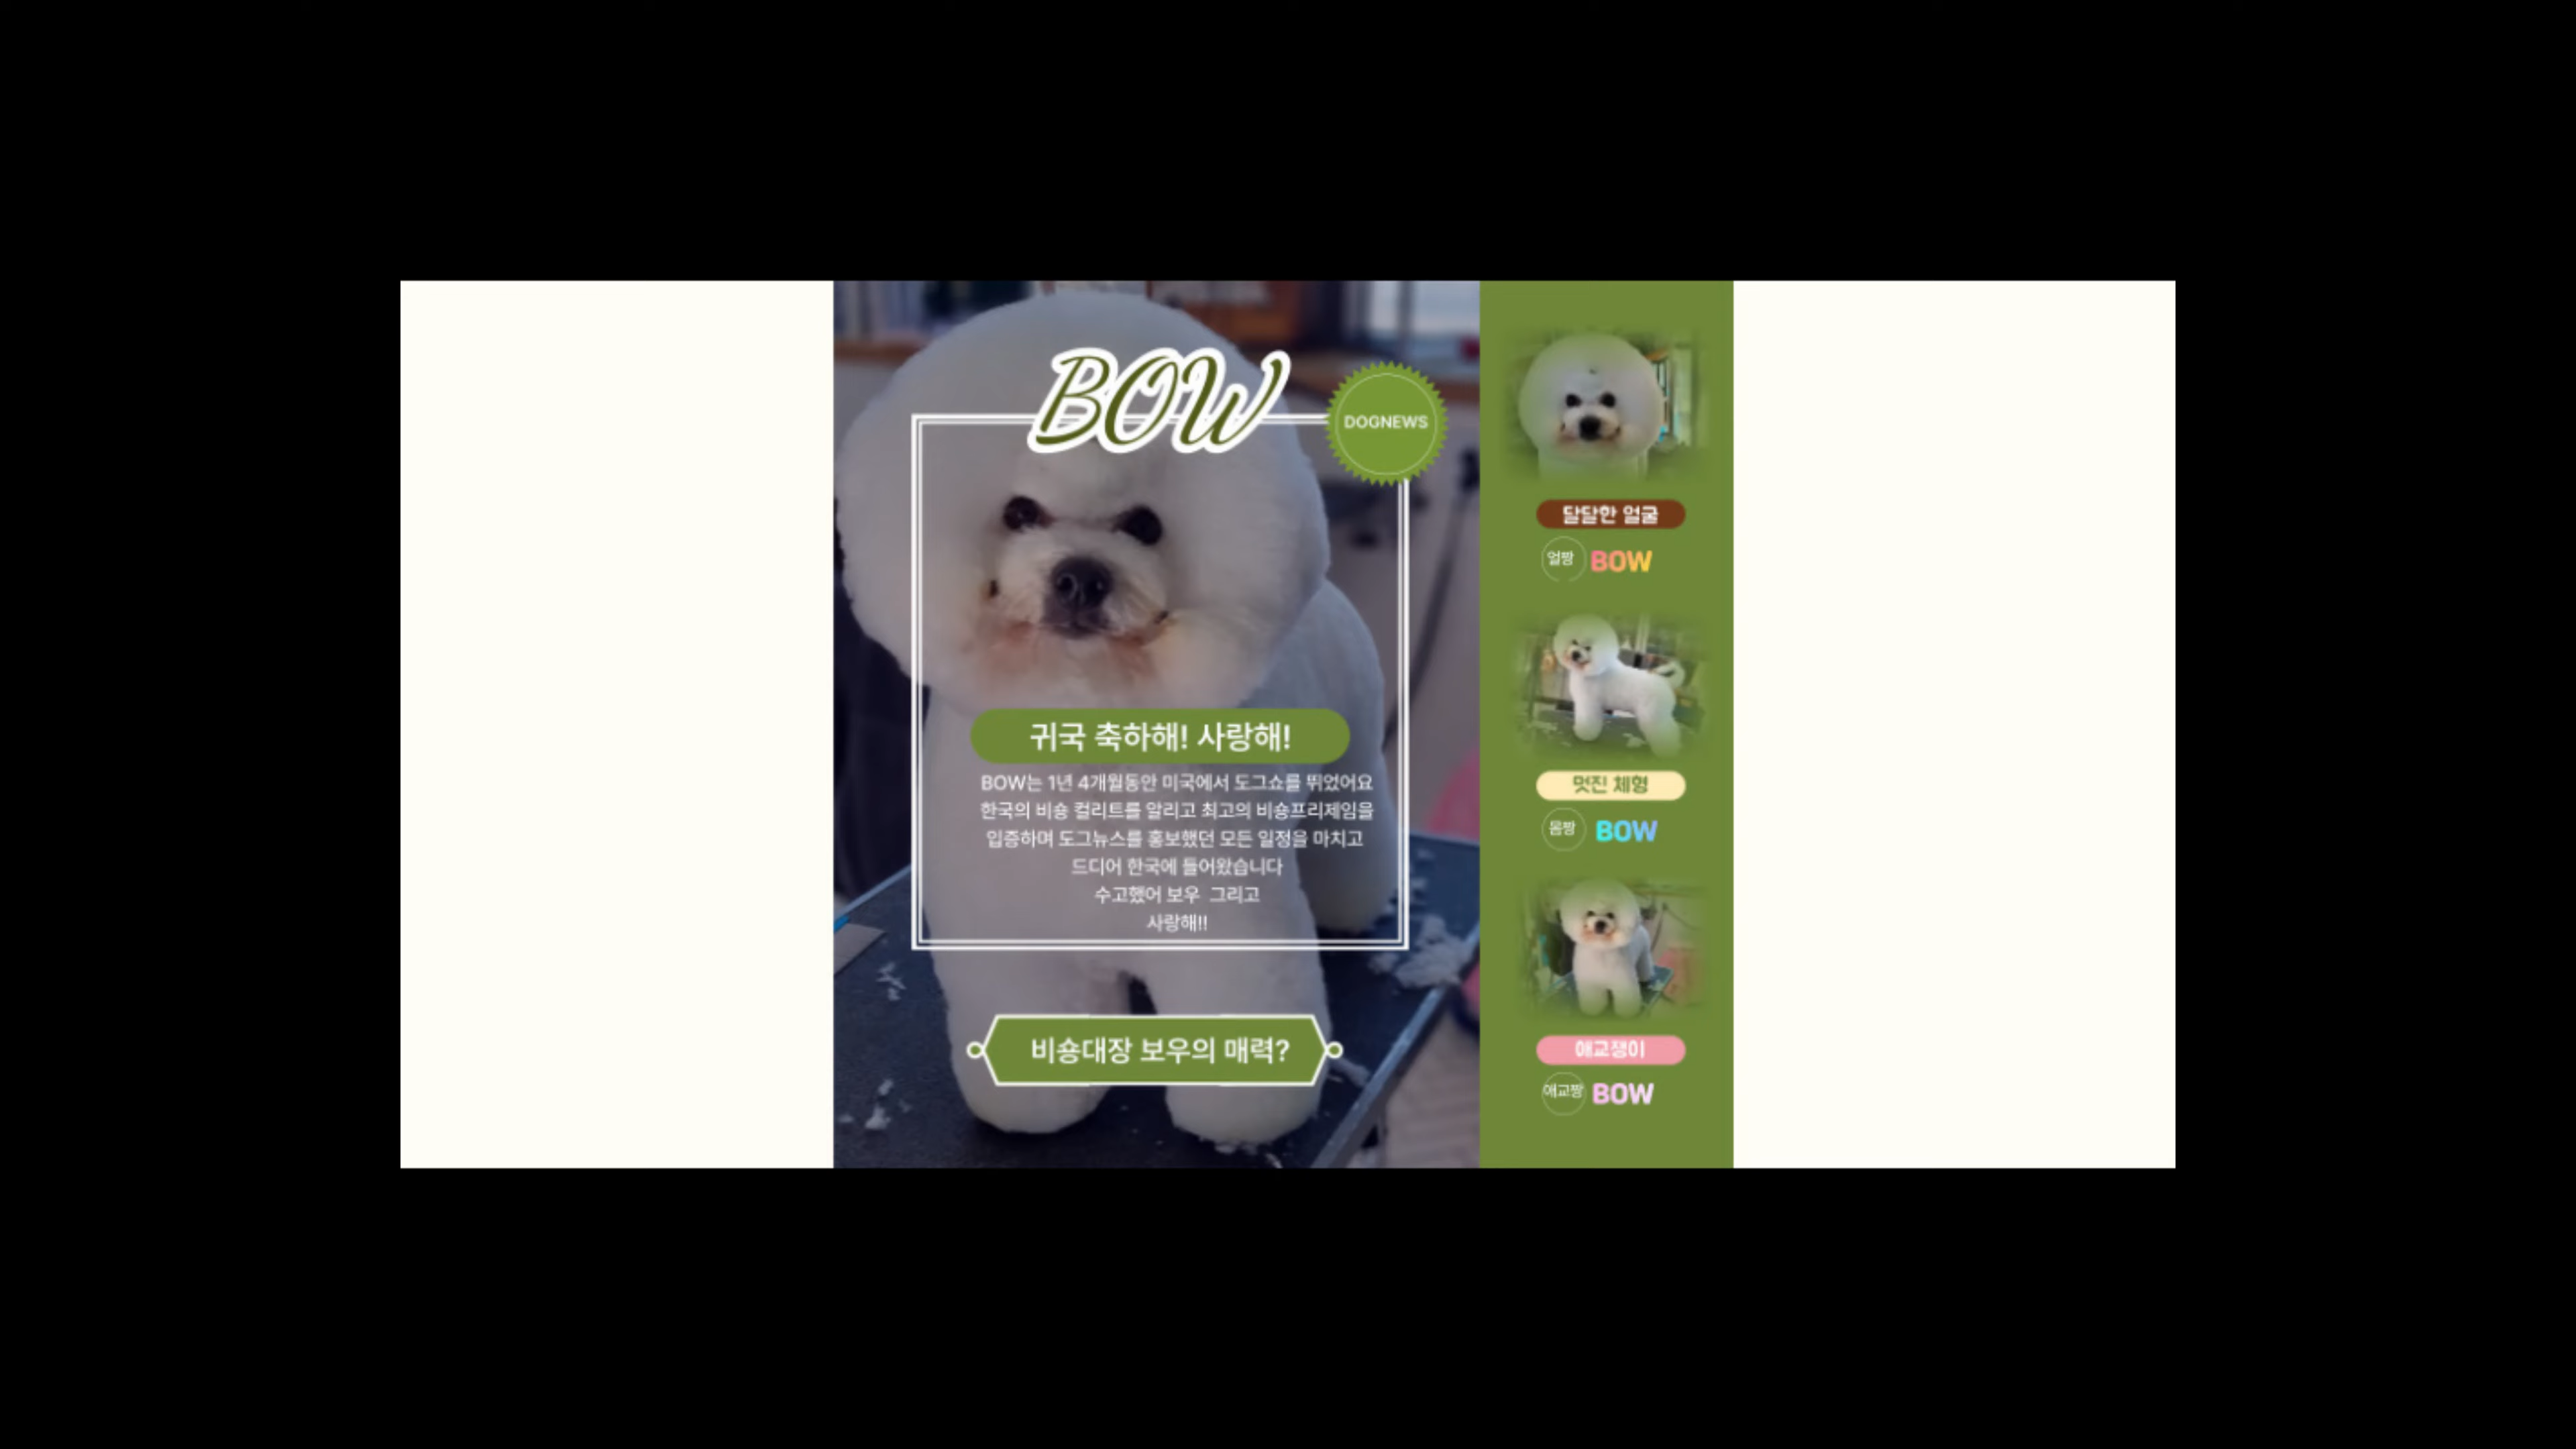 BOW
DOGNEWS
귀국 축하해! 사랑해!
BOW는 1년 4개월동안 미국에서 도그쇼를 뛰었어요
한국의 비숑 컬리트를 알리고 최고의 비숑프리제임을
입증하며 도그뉴스를 홍보했던 모든 일정을 마치고
드디어 한국에 들어왔습니다
수고했어 보우 그리고
사랑해!!
비숑대장 보우의 매력?
달달한 얼굴
얼짱 BOW
멋진 체형
몸짱 BOW
애교쟁이
애교짱 BOW